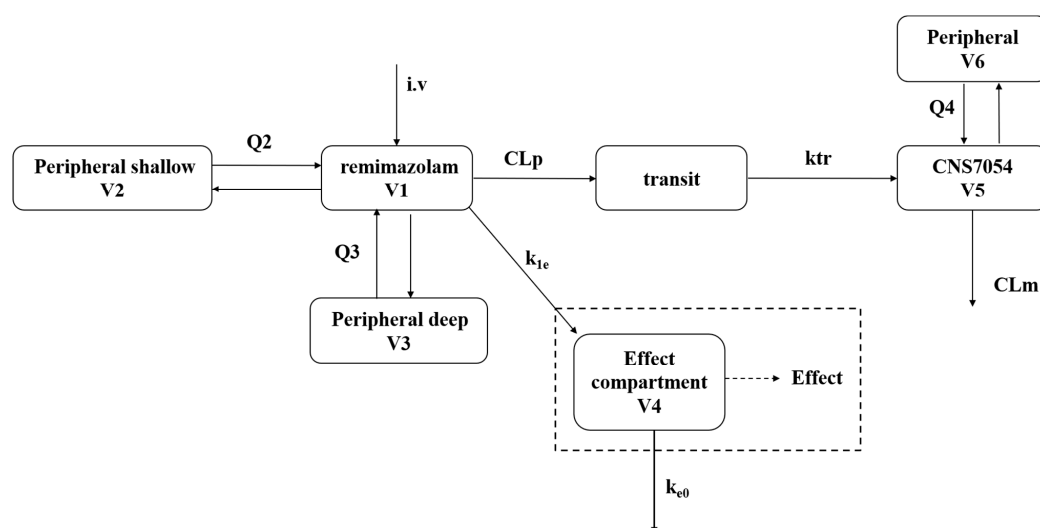 Peripheral
V6
i.v
Q4
Q2
Peripheral shallow
V2
remimazolam
V1
CLp
transit
ktr
CNS7054
V5
Q3
k1e
CLm
Peripheral deep
V3
Effect
compartment
V4
Effect
ke0